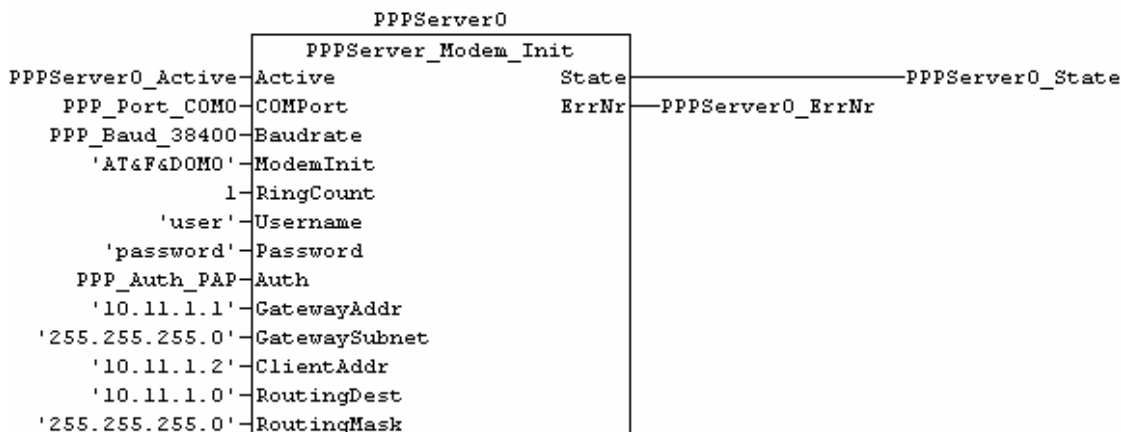 PPPServer0
PPPServer_Modem_Init
PPPServer0_Active Active State PPPServer0_State
PPP_Port_COM0 COMPort ErrNr PPPServer0_ErrNr
PPP_Baud_38400 Baudrate
'AT&F&D0M0' ModemInit
1 RingCount
'user' Username
'password' Password
PPP_Auth_PAP Auth
'10.11.1.1' GatewayAddr
'255.255.255.0' GatewaySubnet
'10.11.1.2' ClientAddr
'10.11.1.0' RoutingDest
'255.255.255.0' RoutingMask